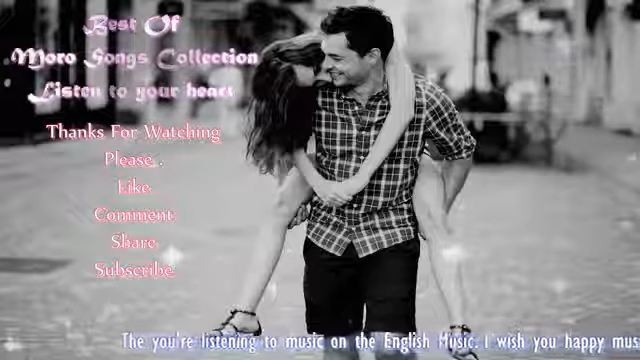 Best Of
Moro Songs Collection
Listen to your heart
Thanks For Watching
Please .
Like
Comment
Share
Subscribe
The you're listening to music on the English Music. I wish you happy mus